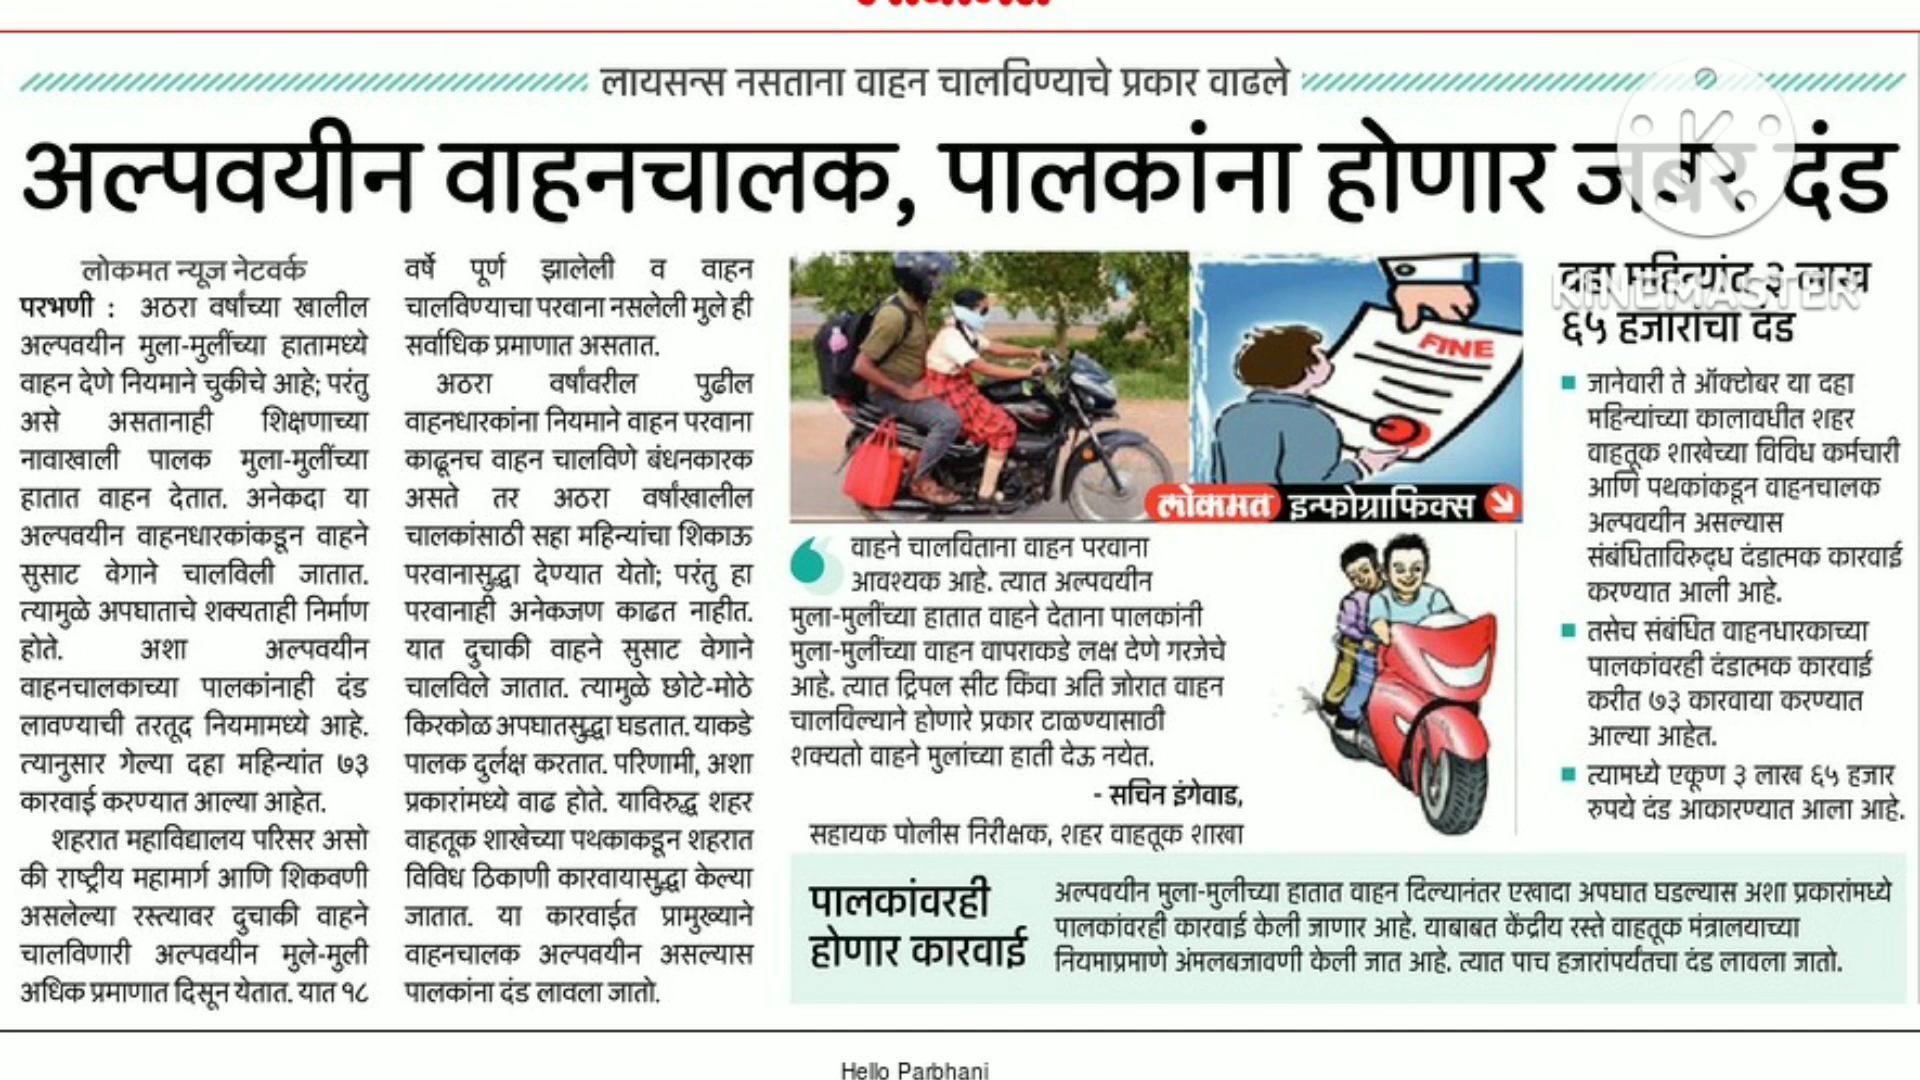 लायसन्स नसताना वाहन चालविण्याचे प्रकार वाढले
अल्पवयीन वाहनचालक, पालकांना होणार जबर दंड
लोकमत न्यूज नेटवर्क
परभणी : अठरा वर्षाच्या खालील
अल्पवयीन मुला-मुलींच्या हातामध्ये
वाहन देणे नियमाने चुकीचे आहे; परंतु
असे असतानाही शिक्षणाच्या
नावाखाली पालक मुला-मुलींच्या
हातात वाहन देतात. अनेकदा या
अल्पवयीन वाहनधारकांकडून वाहने
सुसाट वेगाने चालविली जातात.
त्यामुळे अपघाताचे शक्यताही निर्माण
होते. अशा अल्पवयीन
वाहनचालकाच्या पालकांनाही दंड
लावण्याची तरतूद नियमामध्ये आहे.
त्यानुसार गेल्या दहा महिन्यांत ७३
कारवाई करण्यात आल्या आहेत.
शहरात महाविद्यालय परिसर असो
की राष्ट्रीय महामार्ग आणि शिकवणी
असलेल्या रस्त्यावर दुचाकी वाहने
चालविणारी अल्पवयीन मुले-मुली
अधिक प्रमाणात दिसून येतात. यात १८
वर्षे पूर्ण झालेली व वाहन
चालविण्याचा परवाना नसलेली मुले ही
सर्वाधिक प्रमाणात असतात.
अठरा वर्षांवरील पुढील
वाहनधारकांना नियमाने वाहन परवाना
काढूनच वाहन चालविणे बंधनकारक
असते तर अठरा वर्षांखालील
चालकांसाठी सहा महिन्यांचा शिकाऊ
परवानासुद्धा देण्यात येतो; परंतु हा
परवानाही अनेकजण काढत नाहीत.
यात दुचाकी वाहने सुसाट वेगाने
चालविले जातात. त्यामुळे छोटे-मोठे
किरकोळ अपघातसुद्धा घडतात. याकडे
पालक दुर्लक्ष करतात. परिणामी, अशा
प्रकारांमध्ये वाढ होते. याविरुद्ध शहर
वाहतूक शाखेच्या पथकाकडून शहरात
विविध ठिकाणी कारवायासुद्धा केल्या
जातात. या कारवाईत प्रामुख्याने
वाहनचालक अल्पवयीन असल्यास
पालकांना दंड लावला जातो.
FINE
लोकमत इन्फोग्राफिक्स
वाहने चालविताना वाहन परवाना
आवश्यक आहे. त्यात अल्पवयीन
मुला-मुलींच्या हातात वाहने देताना पालकांनी
मुला-मुलींच्या वाहन वापराकडे लक्ष देणे गरजेचे
आहे. त्यात ट्रिपल सीट किंवा अति जोरात वाहन
चालविल्याने होणारे प्रकार टाळण्यासाठी
शक्यतो वाहने मुलांच्या हाती देऊ नयेत.
- सचिन इंगेवाड,
सहायक पोलीस निरीक्षक, शहर वाहतूक शाखा
दहा महिन्यांत ३ लाख
६५ हजारांचा दंड
KINEMASTER
जानेवारी ते ऑक्टोबर या दहा
महिन्यांच्या कालावधीत शहर
वाहतूक शाखेच्या विविध कर्मचारी
आणि पथकांकडून वाहनचालक
अल्पवयीन असल्यास
संबंधिताविरुद्ध दंडात्मक कारवाई
करण्यात आली आहे.
तसेच संबंधित वाहनधारकाच्या
पालकांवरही दंडात्मक कारवाई
करीत ७३ कारवाया करण्यात
आल्या आहेत.
त्यामध्ये एकूण ३ लाख ६५ हजार
रुपये दंड आकारण्यात आला आहे.
पालकांवरही
होणार कारवाई
अल्पवयीन मुला-मुलीच्या हातात वाहन दिल्यानंतर एखादा अपघात घडल्यास अशा प्रकारांमध्ये
पालकांवरही कारवाई केली जाणार आहे. याबाबत केंद्रीय रस्ते वाहतूक मंत्रालयाच्या
नियमाप्रमाणे अंमलबजावणी केली जात आहे. त्यात पाच हजारांपर्यंतचा दंड लावला जातो.
Hello Parbhani